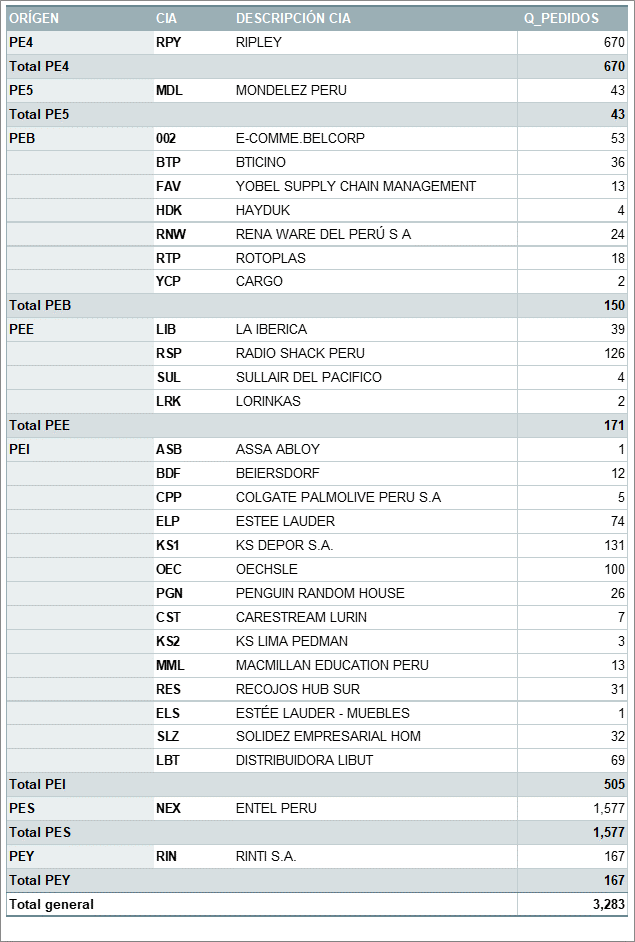 ORÍGEN CIA DESCRIPCIÓN CIA Q_PEDIDOS
PE4 RPY RIPLEY 670
Total PE4 670
PE5 MDL MONDELEZ PERU 43
Total PE5 43
PEB 002 E-COMME.BELCORP 53
BTP BTICINO 36
FAV YOBEL SUPPLY CHAIN MANAGEMENT 13
HDK HAYDUK 4
RNW RENA WARE DEL PERÚ S A 24
RTP ROTOPLAS 18
YCP CARGO 2
Total PEB 150
PEE LIB LA IBERICA 39
RSP RADIO SHACK PERU 126
SUL SULLAIR DEL PACIFICO 4
LRK LORINKAS 2
Total PEE 171
PEI ASB ASSA ABLOY 1
BDF BEIERSDORF 12
CPP COLGATE PALMOLIVE PERU S.A 5
ELP ESTEE LAUDER 74
KS1 KS DEPOR S.A. 131
OEC OECHSLE 100
PGN PENGUIN RANDOM HOUSE 26
CST CARESTREAM LURIN 7
KS2 KS LIMA PEDMAN 3
MML MACMILLAN EDUCATION PERU 13
RES RECOJOS HUB SUR 31
ELS ESTÉE LAUDER - MUEBLES 1
SLZ SOLIDEZ EMPRESARIAL HOM 32
LBT DISTRIBUIDORA LIBUT 69
Total PEI 505
PES NEX ENTEL PERU 1,577
Total PES 1,577
PEY RIN RINTI S.A. 167
Total PEY 167
Total general 3,283